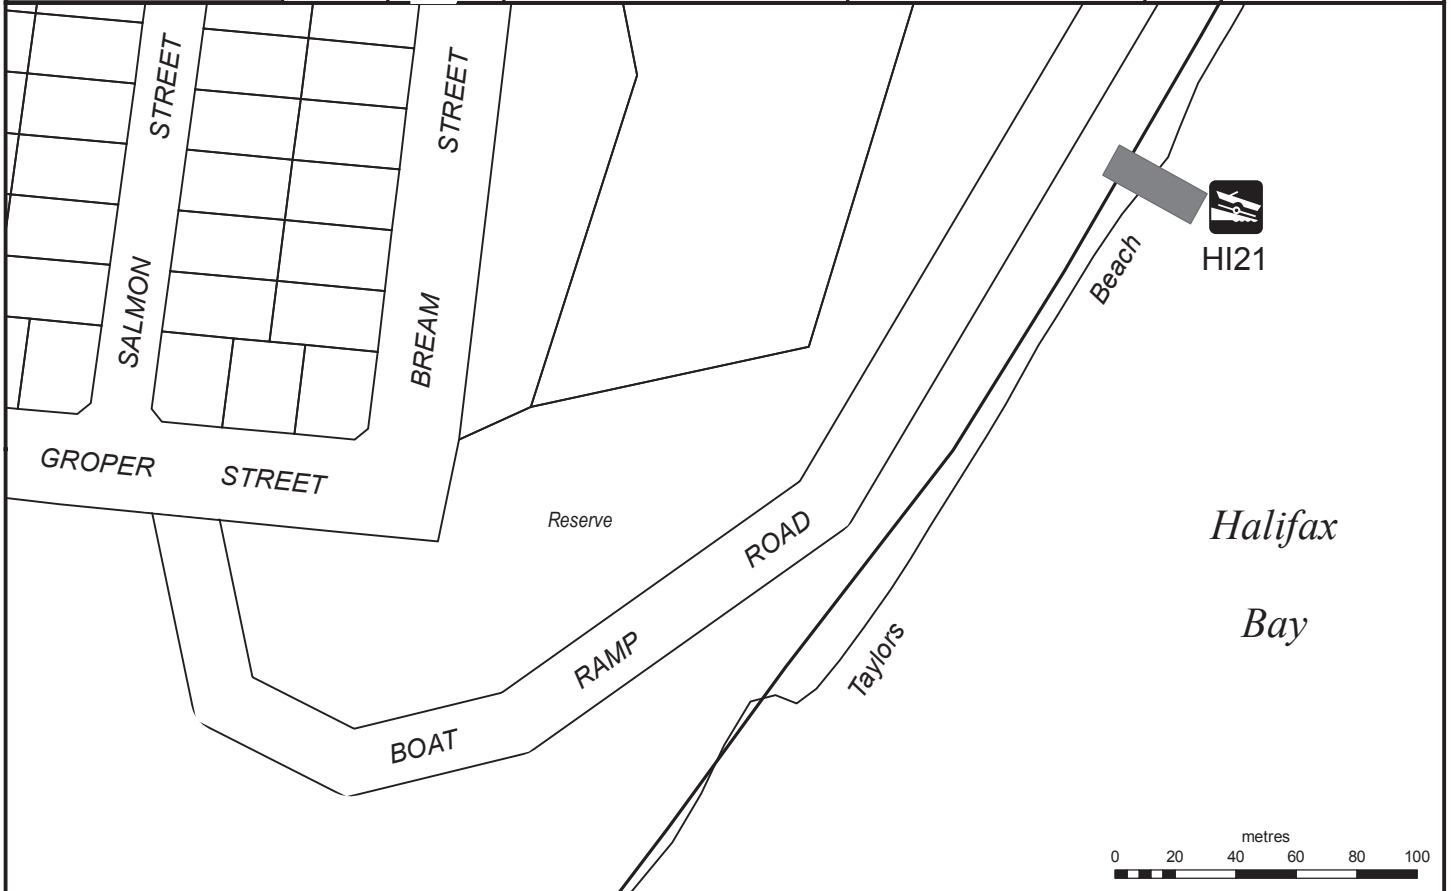 STREET
STREET
HI21
Beach
SALMON
BREAM
GROPER STREET
Reserve
Halifax
Bay
ROAD
RAMP
Taylors
BOAT
metres
0 20 40 60 80 100